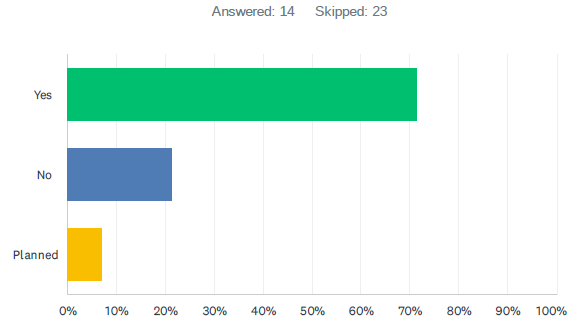 Answered: 14 Skipped: 23
Yes
No
Planned
0% 10% 20% 30% 40% 50% 60% 70% 80% 90% 100%